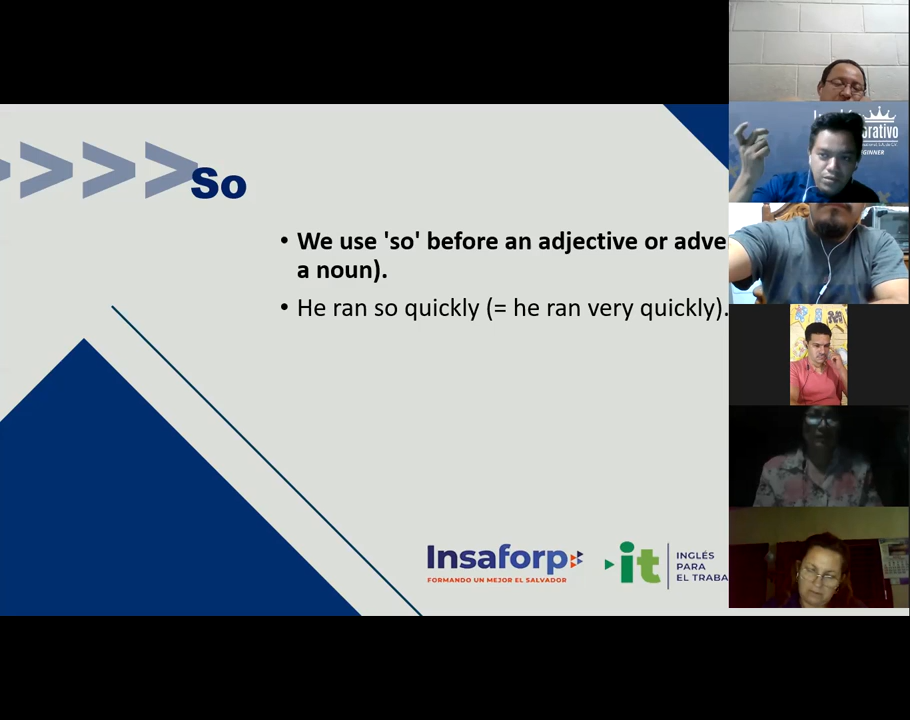 >>>>So
• We use 'so' before an adjective or adve
a noun).
• He ran so quickly (= he ran very quickly).
Insaforp
FORMANDO UN MEJOR EL SALVADOR
it
INGLÉS
PARA
EL TRABA